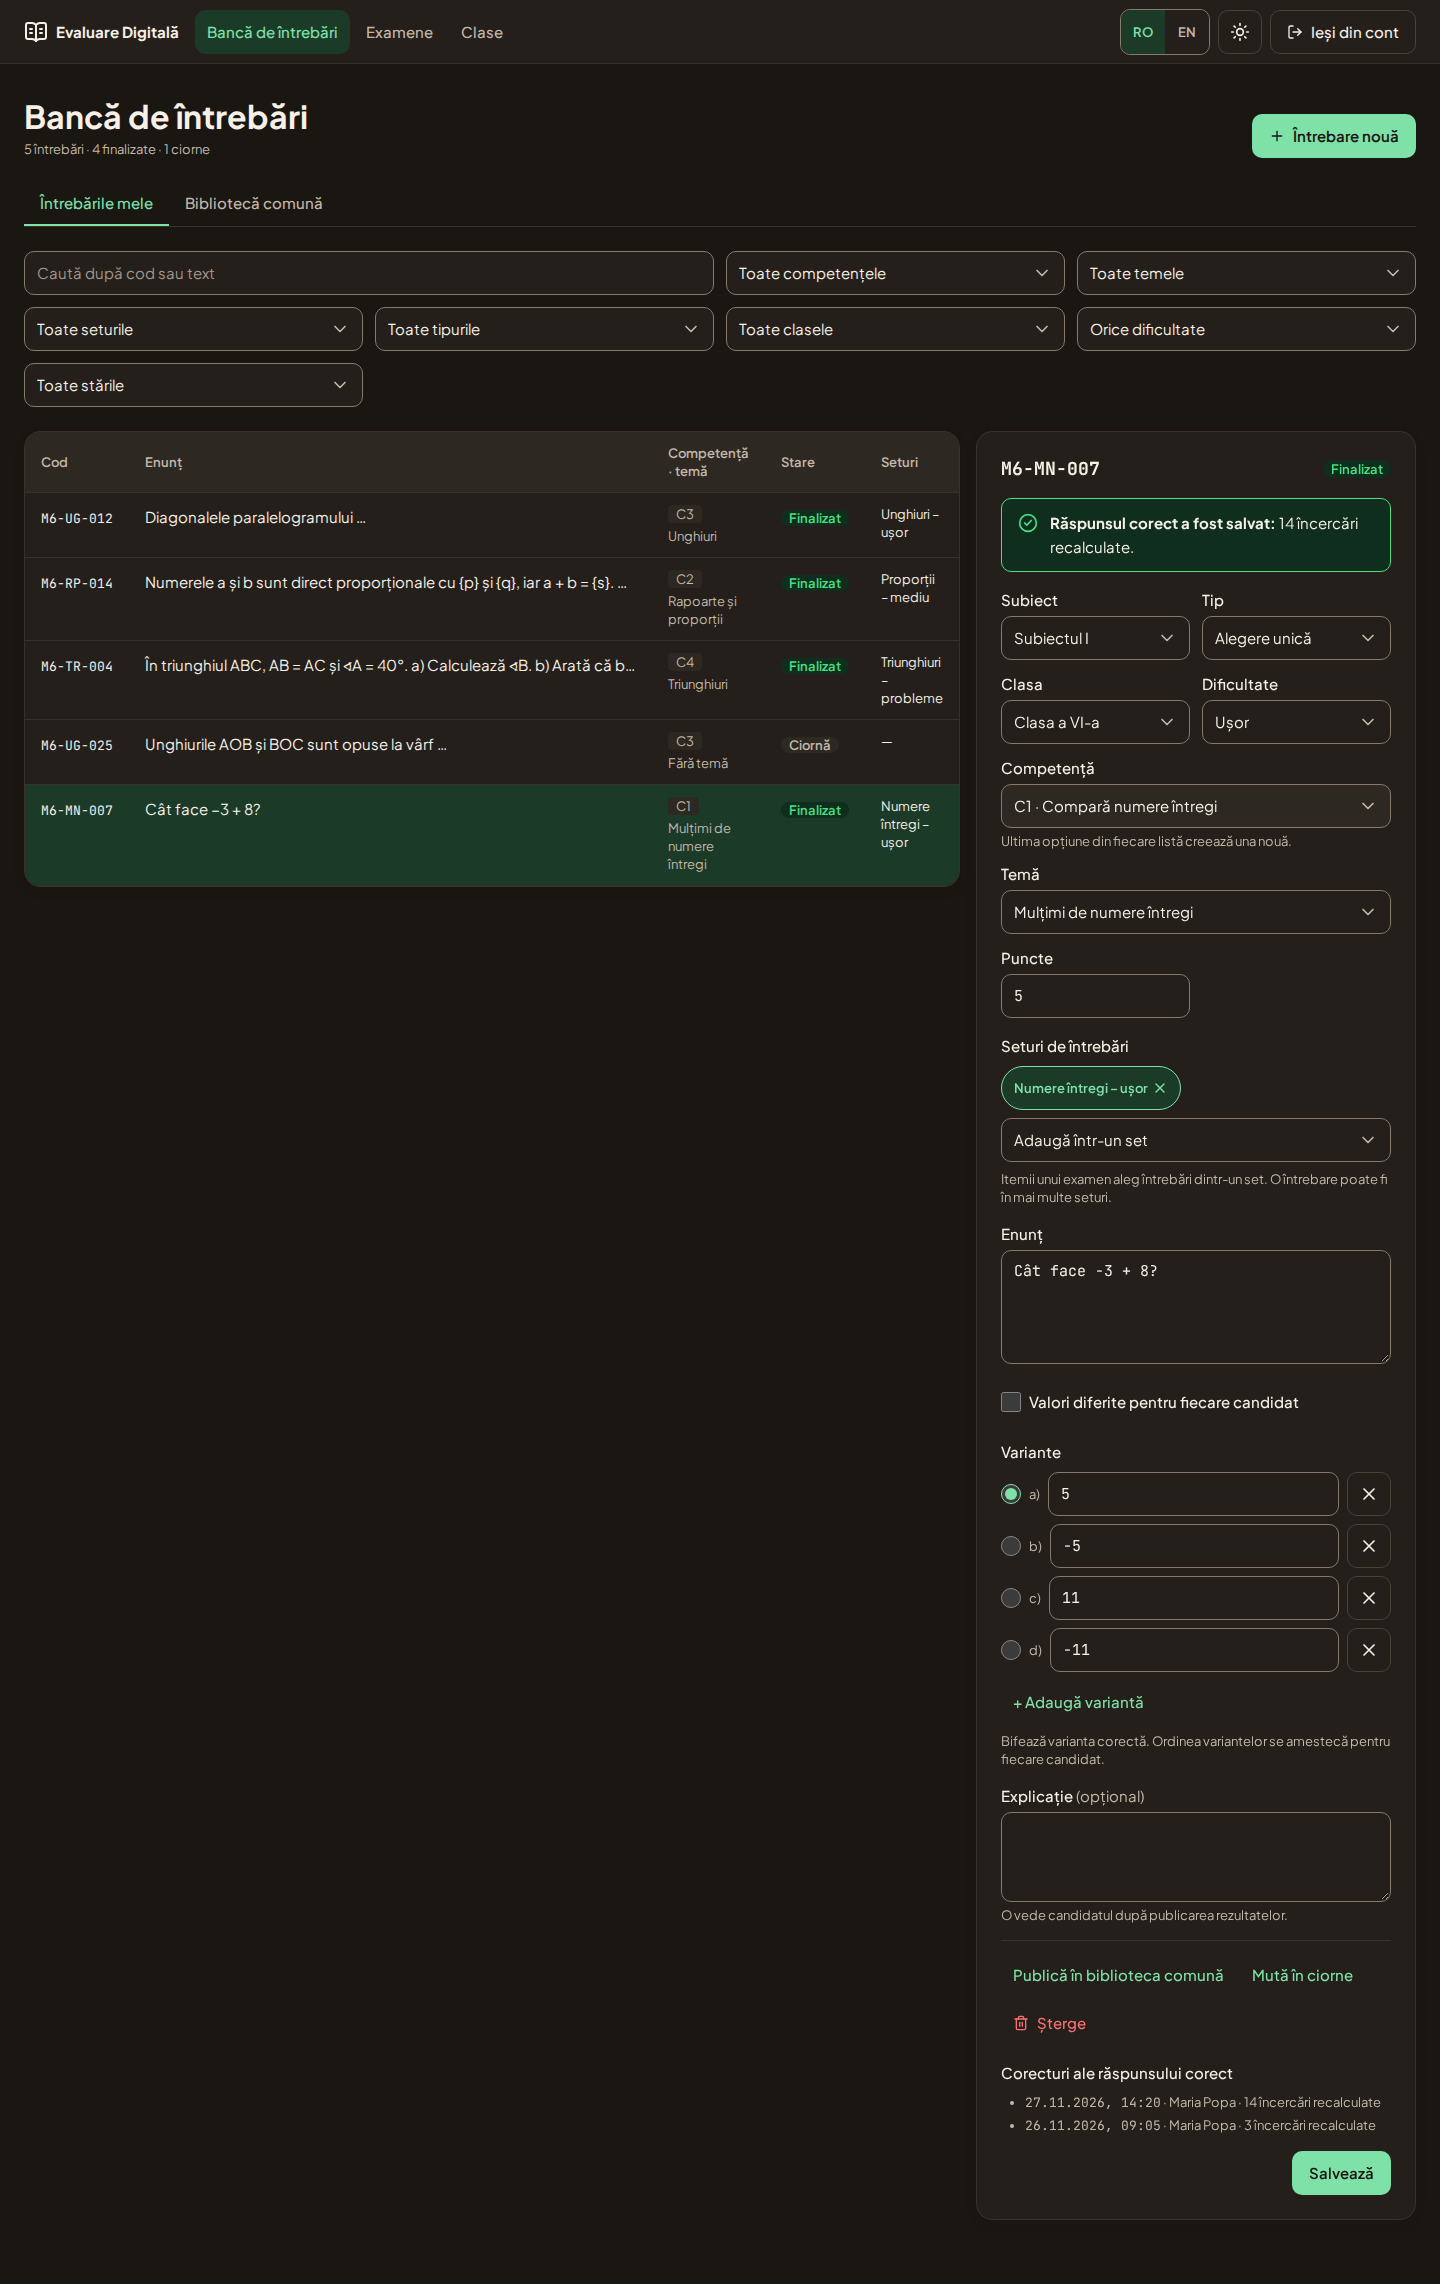 Evaluare Digitală
Bancă de întrebări
Examene
Clase
RO
EN
Ieși din cont
Bancă de întrebări
5 întrebări · 4 finalizate · 1 ciorne
+ Întrebare nouă
Întrebările mele
Bibliotecă comună
Caută după cod sau text
Toate competențele
Toate temele
Toate seturile
Toate tipurile
Toate clasele
Orice dificultate
Toate stările
Cod
Enunț
Competență
· temă
Stare
Seturi
M6-UG-012
Diagonalele paralelogramului …
C3
Unghiuri
Finalizat
Unghiuri –
ușor
M6-RP-014
Numerele a și b sunt direct proporționale cu {p} și {q}, iar a + b = {s}. …
C2
Rapoarte și
proporții
Finalizat
Proporții
– mediu
M6-TR-004
În triunghiul ABC, AB = AC și ∢A = 40°. a) Calculează ∢B. b) Arată că b…
C4
Triunghiuri
Finalizat
Triunghiuri
–
probleme
M6-UG-025
Unghiurile AOB și BOC sunt opuse la vârf …
C3
Fără temă
Ciornă
—
M6-MN-007
Cât face −3 + 8?
C1
Mulțimi de
numere
întregi
Finalizat
Numere
întregi –
ușor
M6-MN-007
Finalizat
Răspunsul corect a fost salvat: 14 încercări
recalculate.
Subiect
Tip
Subiectul I
Alegere unică
Clasa
Dificultate
Clasa a VI-a
Ușor
Competență
C1 · Compară numere întregi
Ultima opțiune din fiecare listă creează una nouă.
Temă
Mulțimi de numere întregi
Puncte
5
Seturi de întrebări
Numere întregi – ușor
Adaugă într-un set
Itemii unui examen aleg întrebări dintr-un set. O întrebare poate fi
în mai multe seturi.
Enunț
Cât face -3 + 8?
Valori diferite pentru fiecare candidat
Variante
a) 5
b) -5
c) 11
d) -11
+ Adaugă variantă
Bifează varianta corectă. Ordinea variantelor se amestecă pentru
fiecare candidat.
Explicație (opțional)
O vede candidatul după publicarea rezultatelor.
Publică în biblioteca comună
Mută în ciorne
Șterge
Corecturi ale răspunsului corect
• 27.11.2026, 14:20 · Maria Popa · 14 încercări recalculate
• 26.11.2026, 09:05 · Maria Popa · 3 încercări recalculate
Salvează